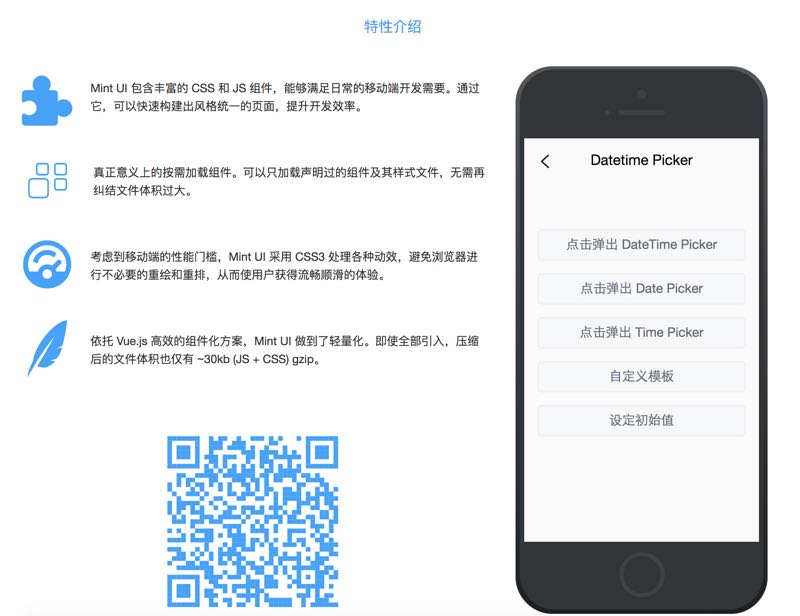 特性介绍
Mint UI 包含丰富的 CSS 和 JS 组件，能够满足日常的移动端开发需要。通过
它，可以快速构建出风格统一的页面，提升开发效率。
真正意义上的按需加载组件。可以只加载声明过的组件及其样式文件，无需再
纠结文件体积过大。
考虑到移动端的性能门槛，Mint UI 采用 CSS3 处理各种动效，避免浏览器进
行不必要的重绘和重排，从而使用户获得流畅顺滑的体验。
依托 Vue.js 高效的组件化方案，Mint UI 做到了轻量化。即使全部引入，压缩
后的文件体积也仅有 ~30kb (JS + CSS) gzip。
Datetime Picker
点击弹出 DateTime Picker
点击弹出 Date Picker
点击弹出 Time Picker
自定义模板
设定初始值